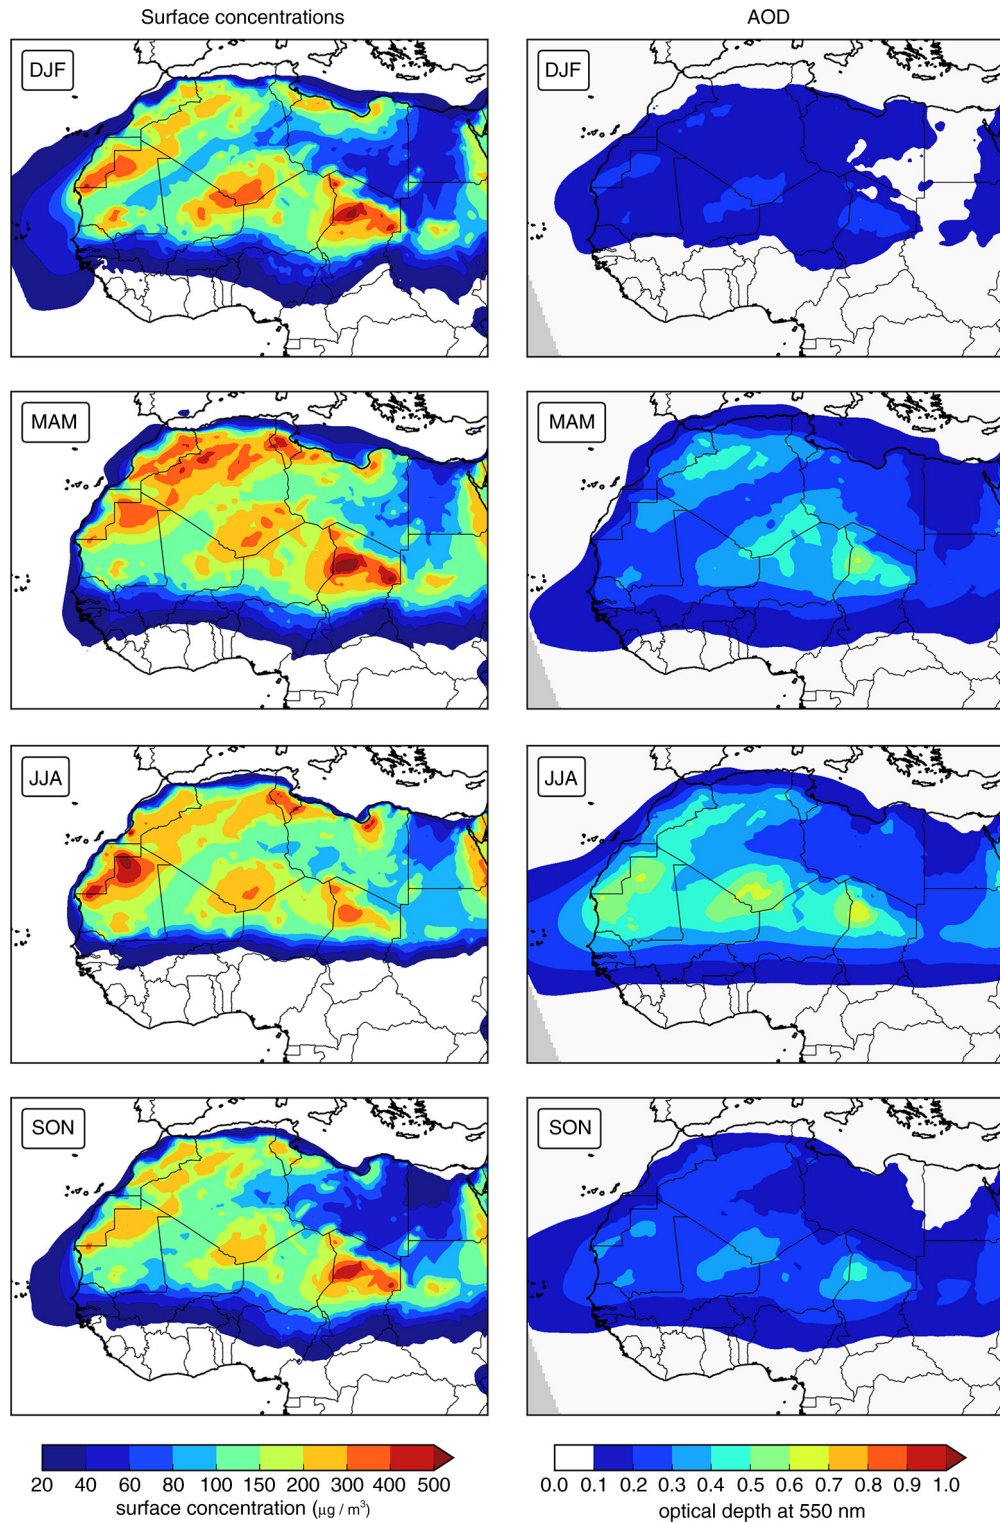 Surface concentrations
AOD
DJF
DJF
MAM
MAM
JJA
JJA
SON
SON
20 40 60 80 100 150 200 300 400 500
surface concentration (μg / m³)
0.0 0.1 0.2 0.3 0.4 0.5 0.6 0.7 0.8 0.9 1.0
optical depth at 550 nm